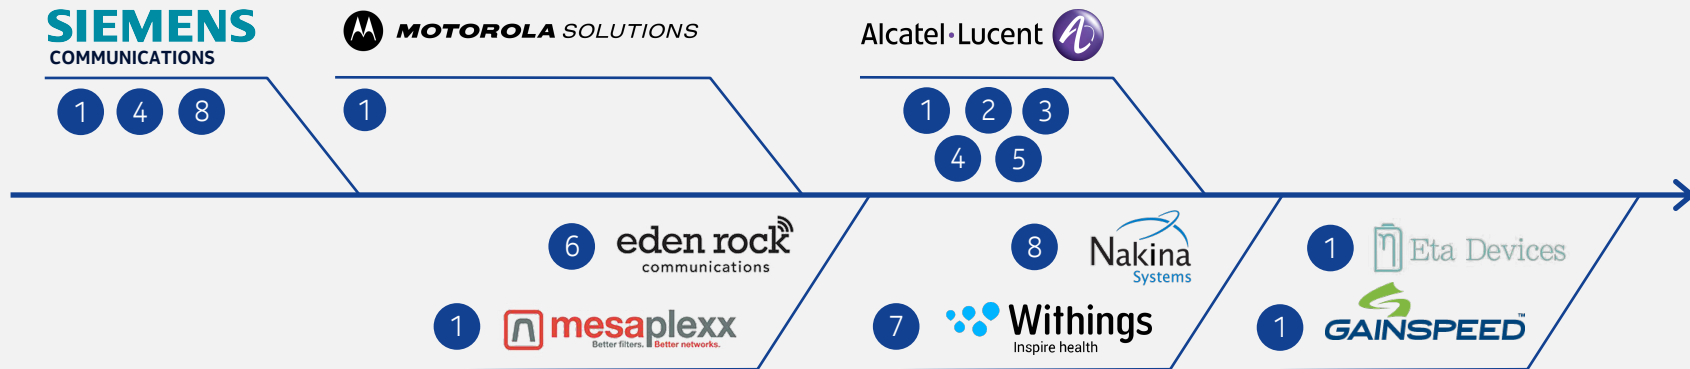 SIEMENS
COMMUNICATIONS
1 4 8
M MOTOROLA SOLUTIONS
1
Alcatel·Lucent
1 2 3
4 5
6 eden rock
communications
1 mesaplexx
Better filters. Better networks.
8 Nakina
Systems
7 Withings
Inspire health
1 η Eta Devices
1 GAINSPEED™